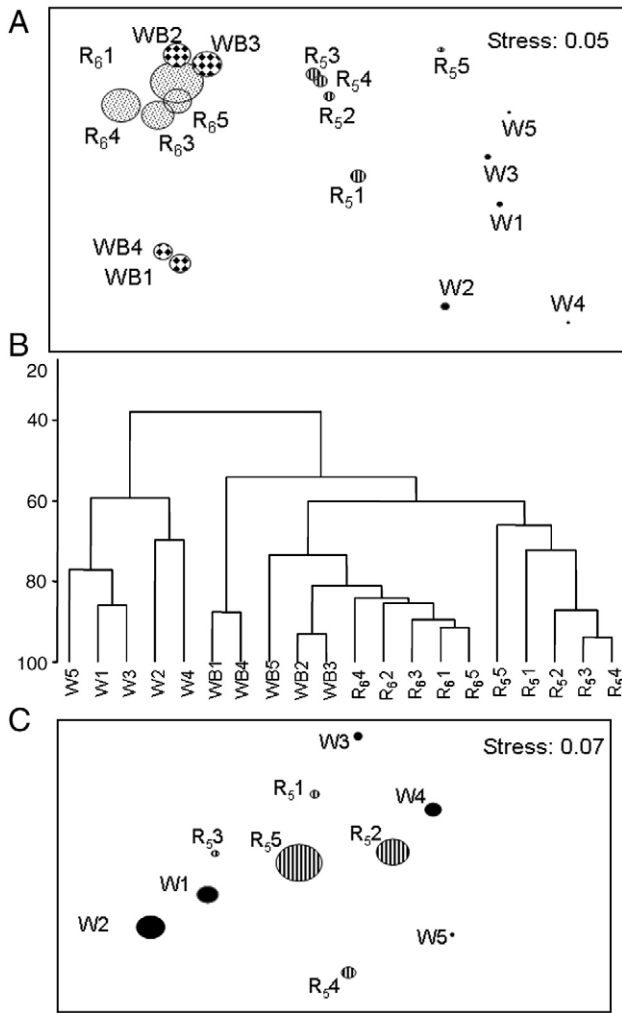 A
WB2
WB3
R₆1
R₅3
R₅5
Stress: 0.05
R₅4
R₅2
W5
R₆4
R₆5
R₆3
W3
R₅1
W1
WB4
WB1
W2
W4
B
20
40
60
80
100
W5 W1 W3 W2 W4 WB1 WB4 WB5 WB2 WB3 R₆4 R₆2 R₆3 R₆1 R₆5 R₅5 R₅1 R₅2 R₅3 R₅4
C
W3
Stress: 0.07
R₅1
W4
R₅3
R₅5
R₅2
W1
W2
W5
R₅4